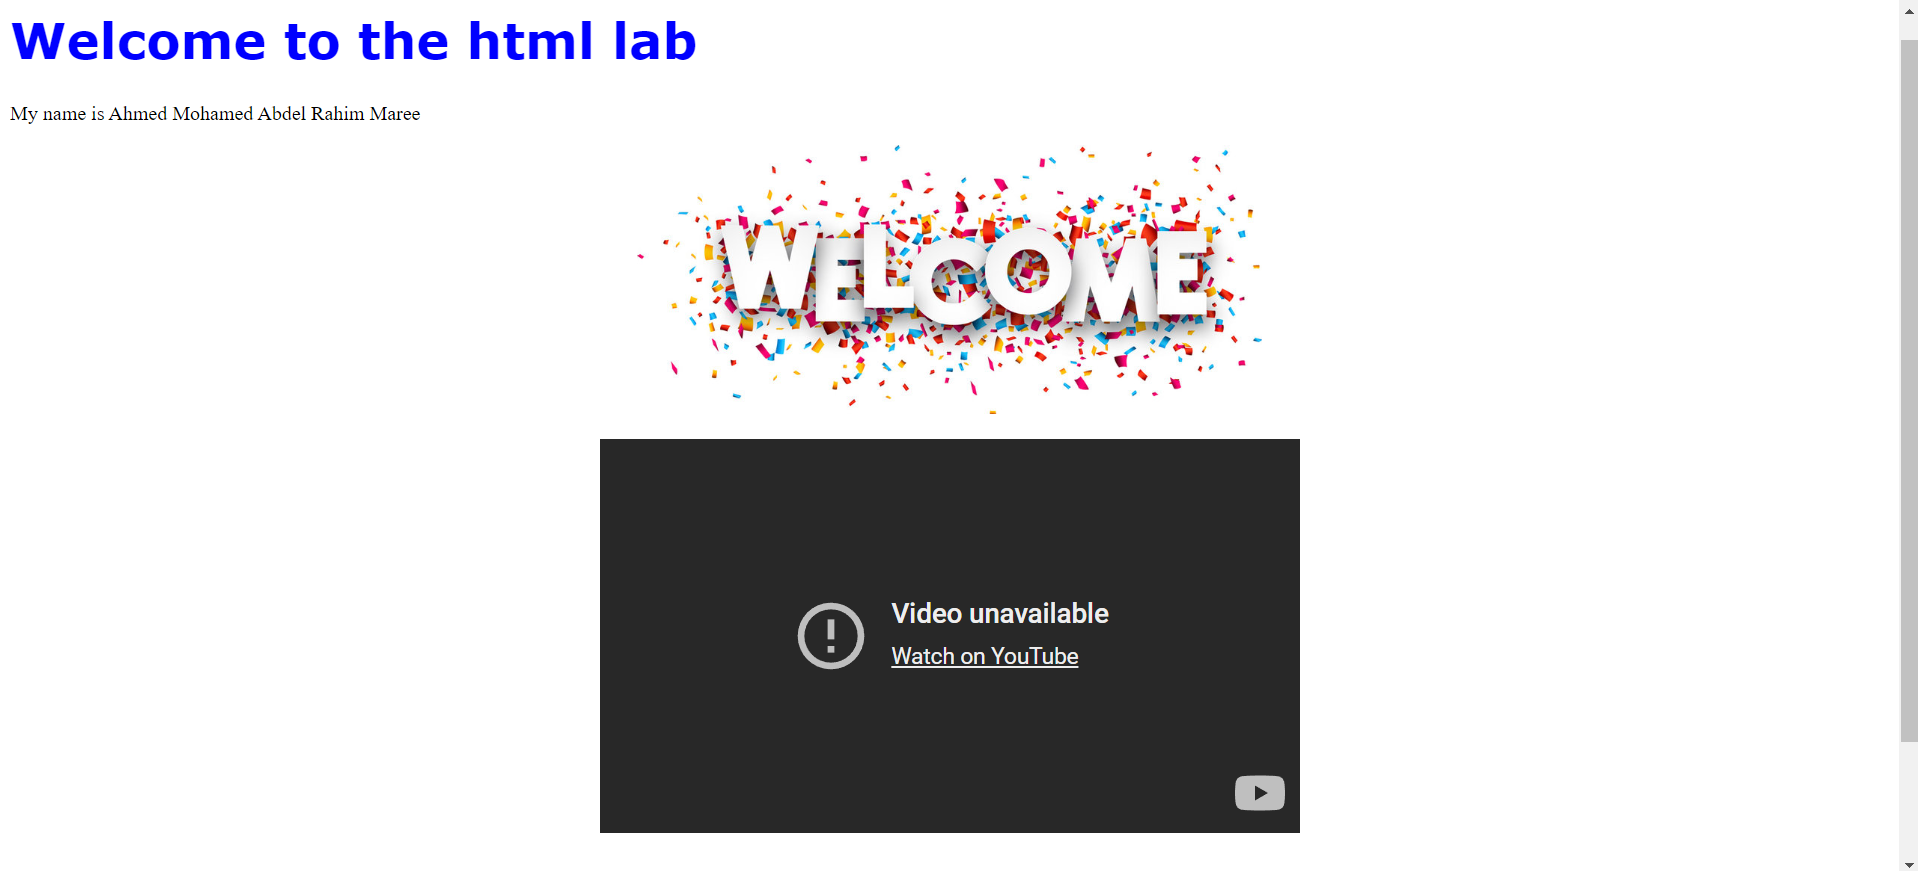 Welcome to the html lab
My name is Ahmed Mohamed Abdel Rahim Maree
WELCOME
Video unavailable
Watch on YouTube